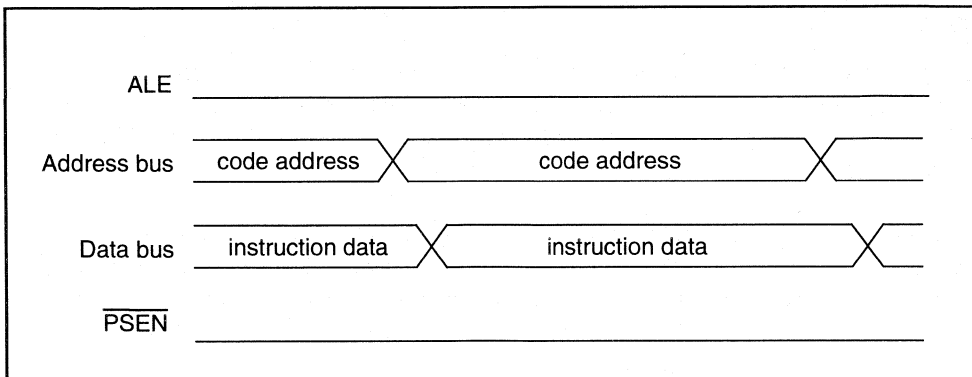 ALE
Address bus code address code address
Data bus instruction data instruction data
PSEN